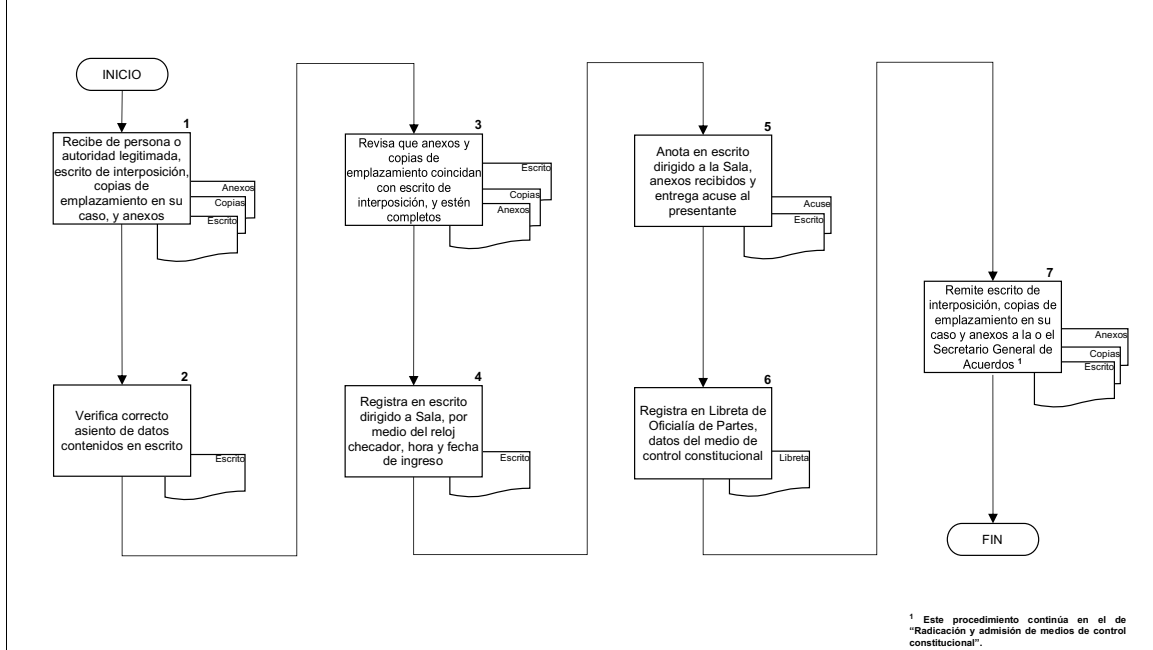 INICIO
1
Recibe de persona o
autoridad legitimada,
escrito de interposición,
copias de
emplazamiento en su
caso, y anexos
Anexos
Copias
Escrito
2
Verifica correcto
asiento de datos
contenidos en escrito
Escrito
3
Revisa que anexos y
copias de
emplazamiento coincidan
con escrito de
interposición, y estén
completos
Escrito
Copias
Anexos
4
Registra en escrito
dirigido a Sala, por
medio del reloj
checador, hora y fecha
de ingreso
Escrito
5
Anota en escrito
dirigido a la Sala,
anexos recibidos y
entrega acuse al
presentante
Acuse
Escrito
6
Registra en Libreta de
Oficialía de Partes,
datos del medio de
control constitucional
Libreta
7
Remite escrito de
interposición, copias de
emplazamiento en su
caso y anexos a la o el
Secretario General de
Acuerdos ¹
Anexos
Copias
Escrito
FIN
¹ Este procedimiento continúa en el de
“Radicación y admisión de medios de control
constitucional”.